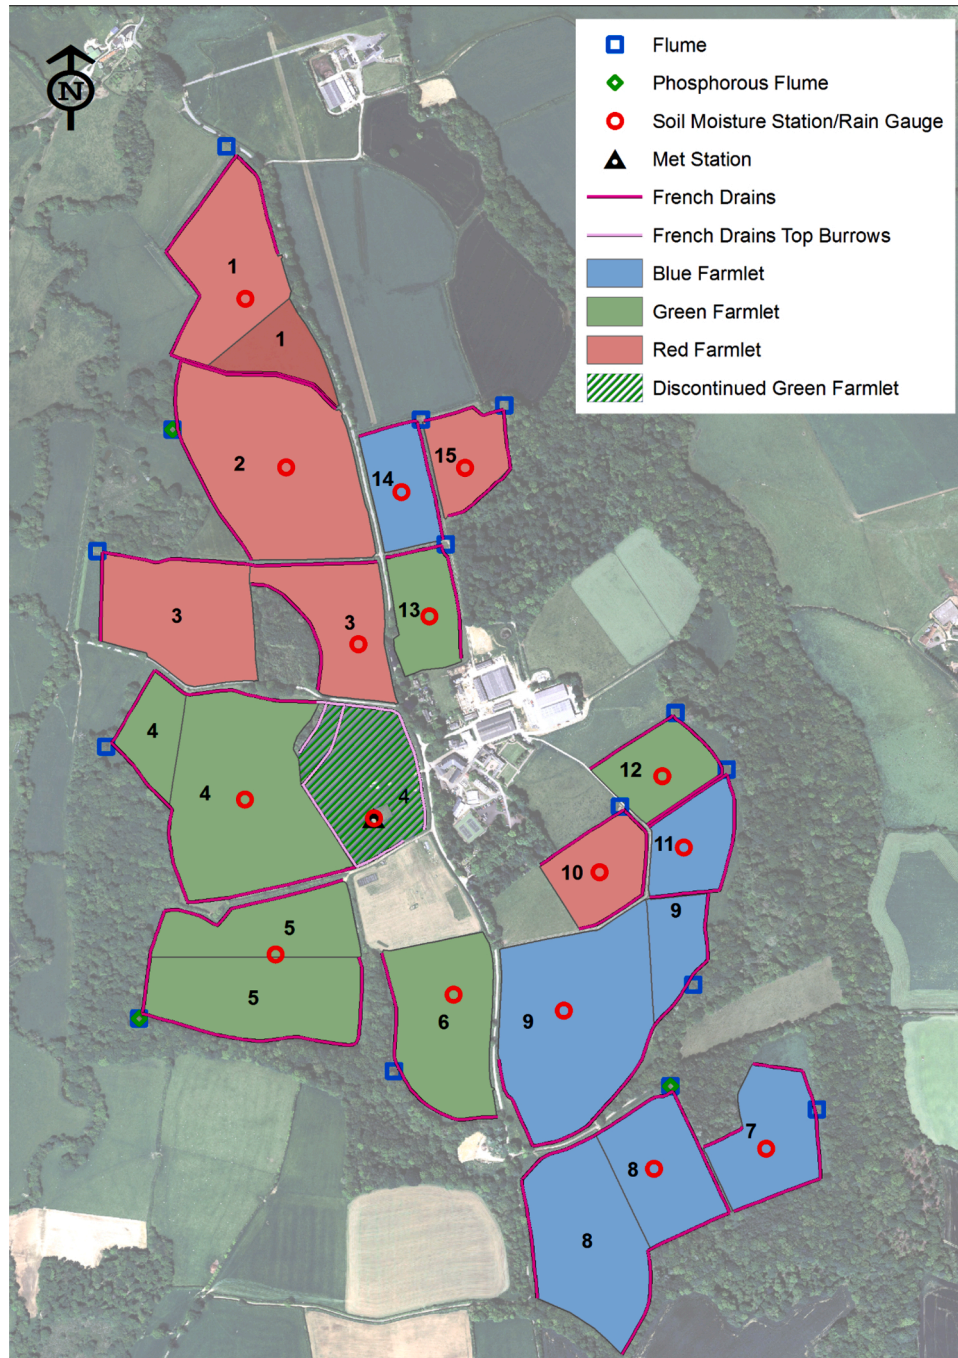 N
Flume
Phosphorous Flume
Soil Moisture Station/Rain Gauge
Met Station
French Drains
French Drains Top Burrows
Blue Farmlet
Green Farmlet
Red Farmlet
Discontinued Green Farmlet
1
1
2
14
15
3
3
13
4
4
4
12
11
10
5
5
9
9
6
7
8
8